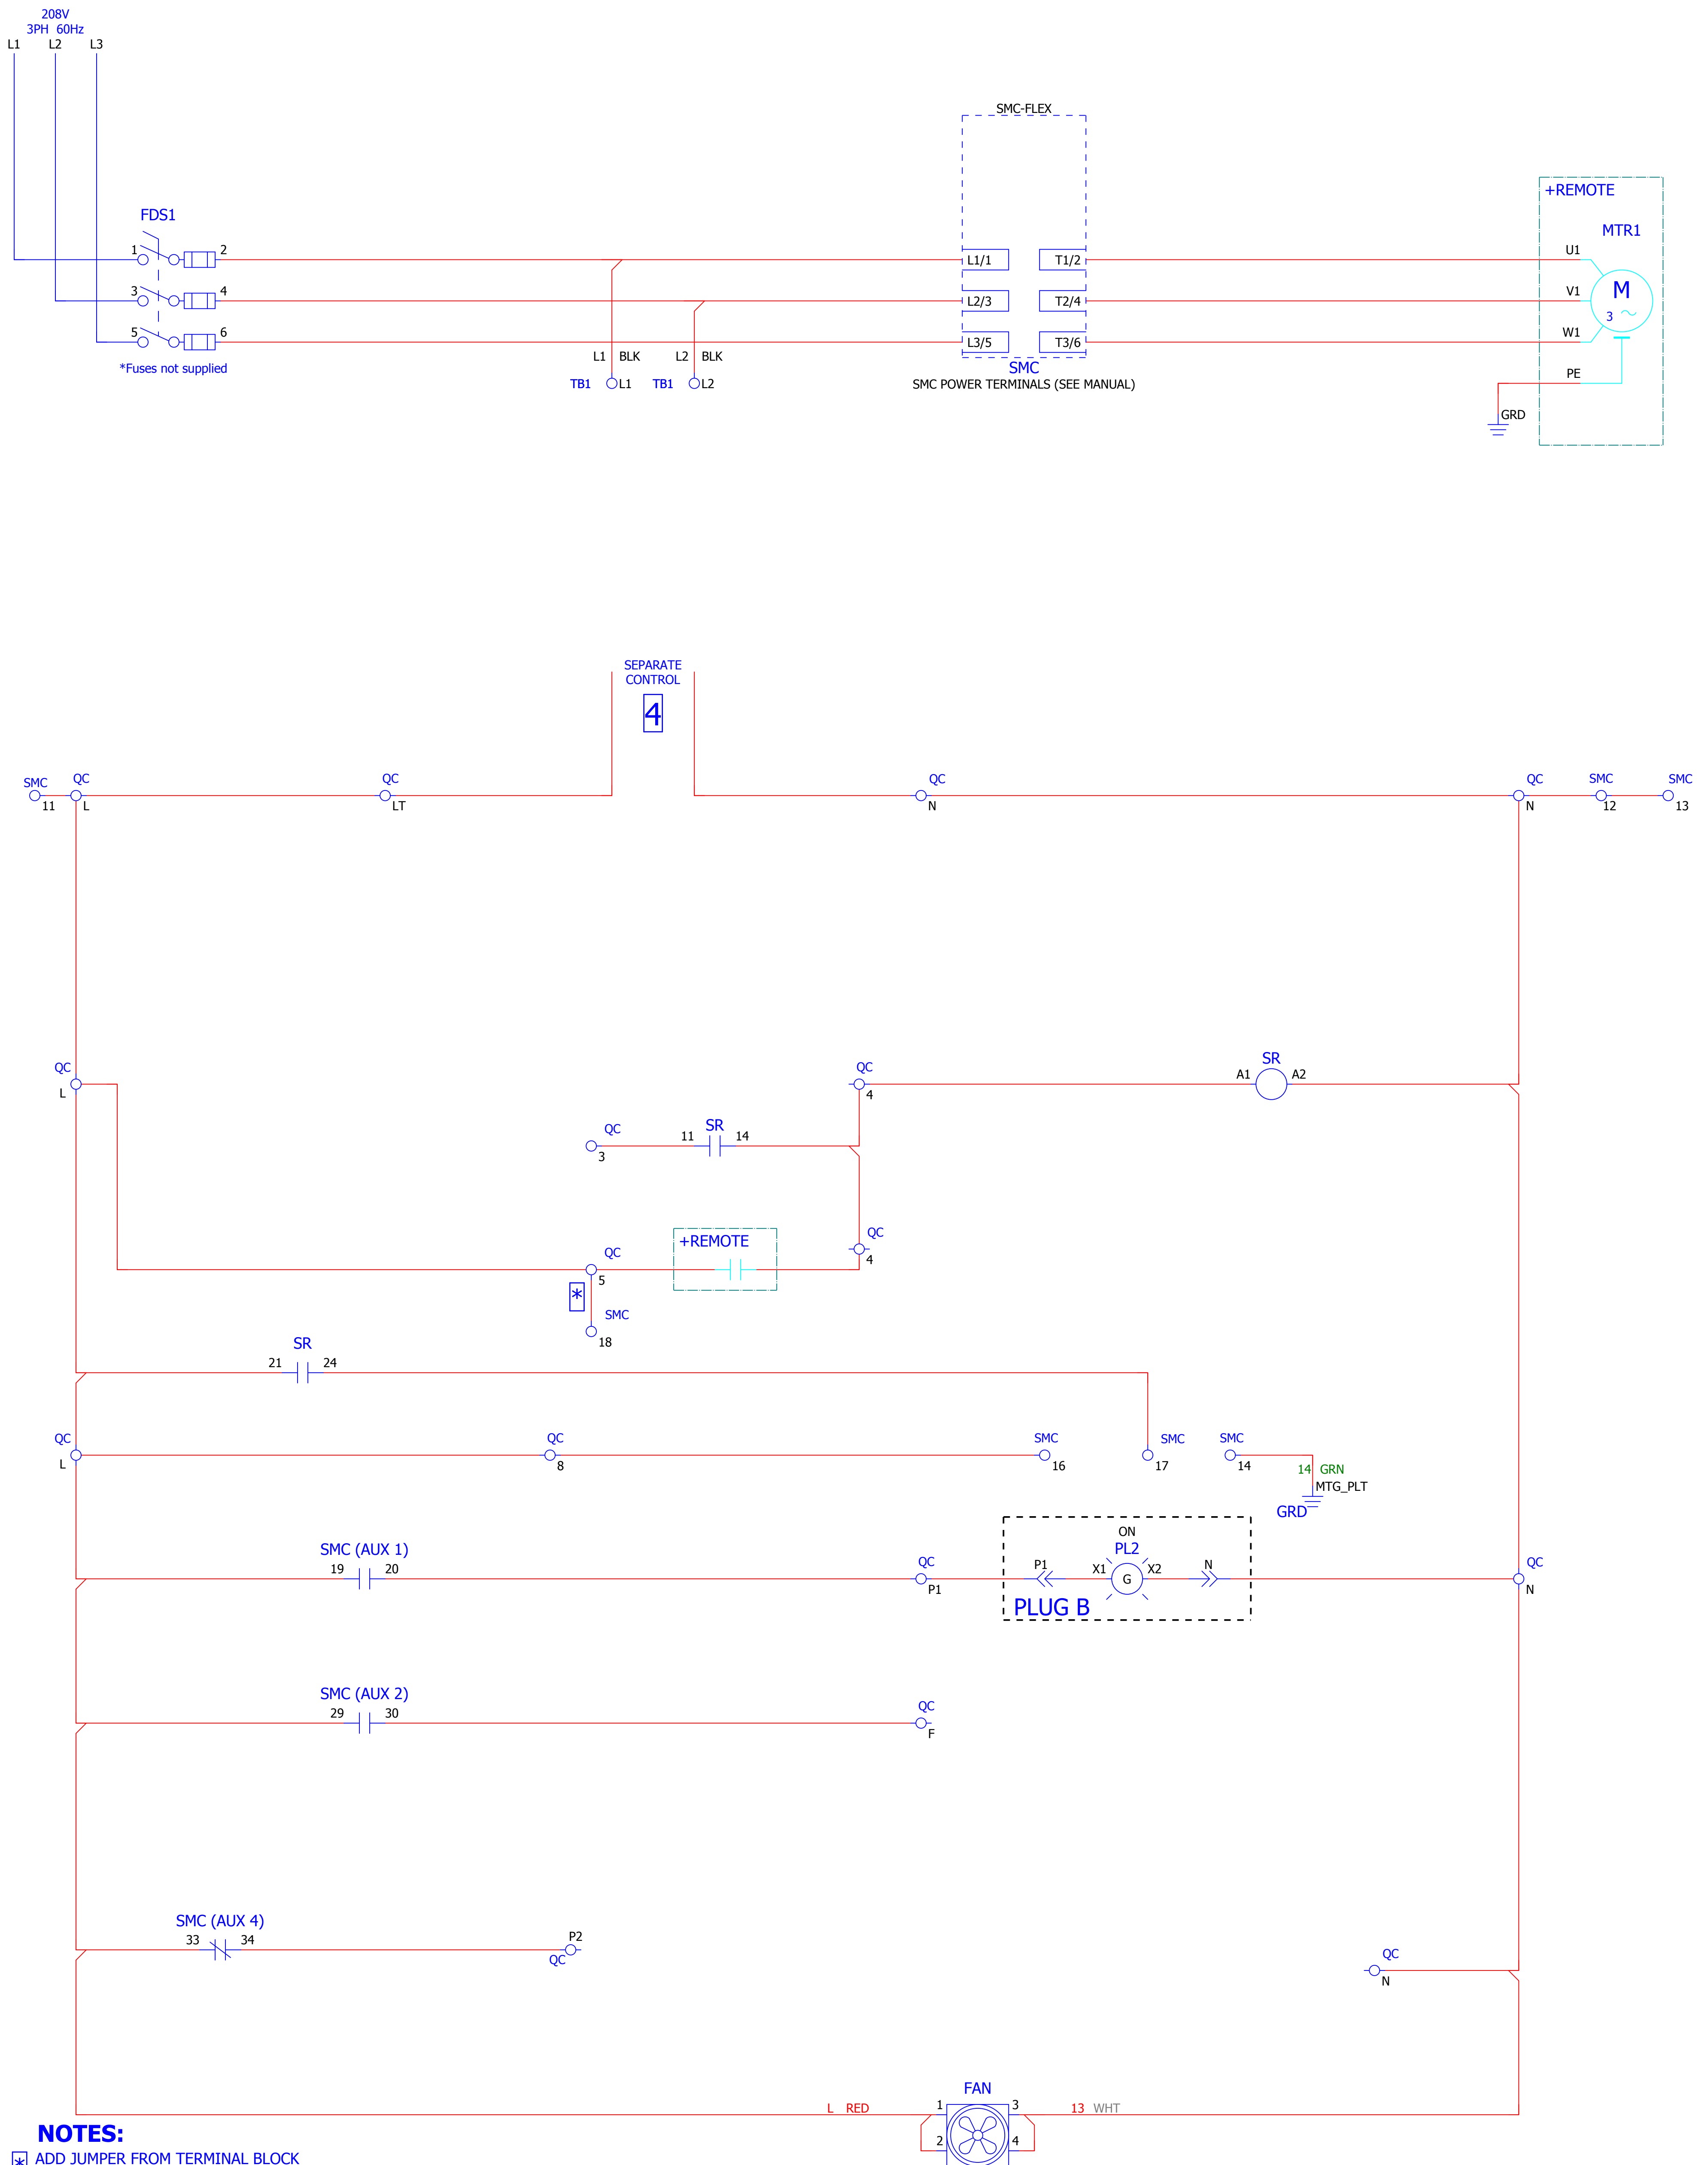 208V
3PH 60Hz
L1 L2 L3
SMC-FLEX
+REMOTE
MTR1
FDS1
1 2
L1/1 T1/2
U1
3 4
L2/3 T2/4
V1
M
3
5 6
L3/5 T3/6
W1
*Fuses not supplied
L1 BLK L2 BLK
SMC
TB1 L1 TB1 L2
SMC POWER TERMINALS (SEE MANUAL)
PE
GRD
SEPARATE
CONTROL
4
SMC QC QC QC QC SMC SMC
11 L LT N N 12 13
QC QC SR
L 4 A1 A2
QC SR
3 11 14
QC +REMOTE QC
5 4
*
SMC
18
SR
21 24
QC QC SMC SMC SMC
L 8 16 17 14
14 GRN
MTG_PLT
GRD
ON
SMC (AUX 1) PL2
19 20 QC P1 X1 G X2 N QC
P1 N
PLUG B
SMC (AUX 2)
29 30 QC
F
SMC (AUX 4)
33 34 P2
QC QC
N
FAN
L RED 1 3 13 WHT
2 4
NOTES:
* ADD JUMPER FROM TERMINAL BLOCK